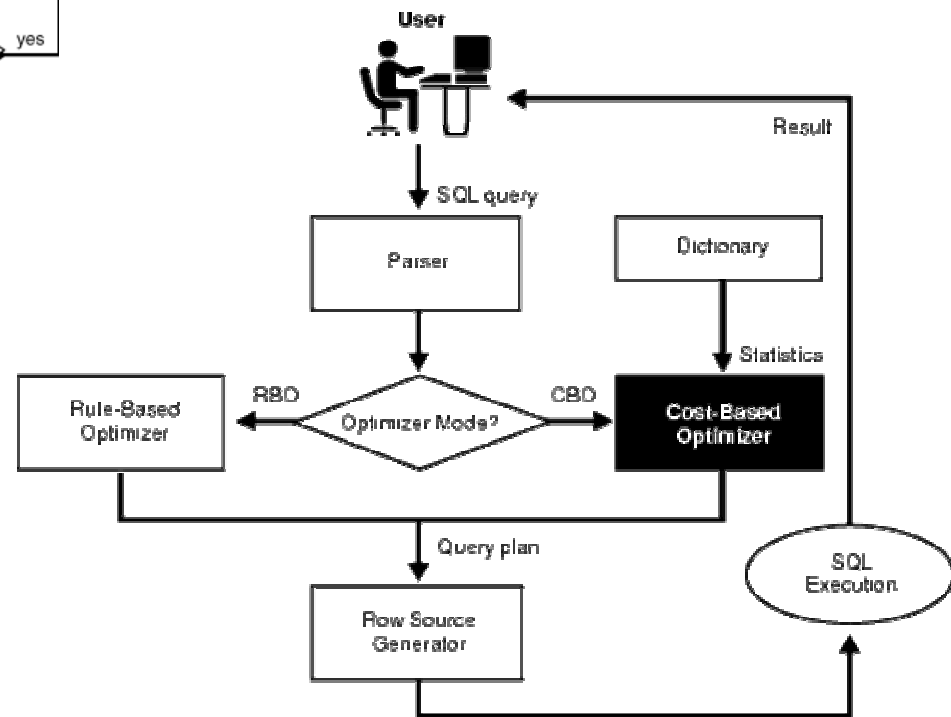 yes
User
Result
SQL query
Parser
Dictionary
Statistics
RBO
CBO
Rule-Based
Optimizer
Optimizer Mode?
Cost-Based
Optimizer
Query plan
SQL
Execution
Row Source
Generator